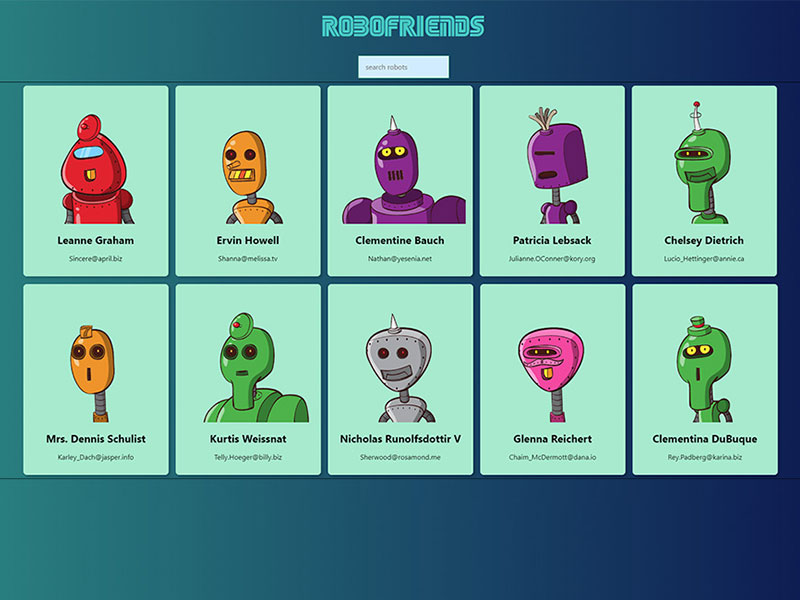 ROBOFRIENDS
search robots
Leanne Graham
Sincere@april.biz
Ervin Howell
Shanna@melissa.tv
Clementine Bauch
Nathan@yesenia.net
Patricia Lebsack
Julianne.OConner@kory.org
Chelsey Dietrich
Lucio_Hettinger@annie.ca
Mrs. Dennis Schulist
Karley_Dach@jasper.info
Kurtis Weissnat
Telly.Hoeger@billy.biz
Nicholas Runolfsdottir V
Sherwood@rosamond.me
Glenna Reichert
Chaim_McDermott@dana.io
Clementina DuBuque
Rey.Padberg@karina.biz